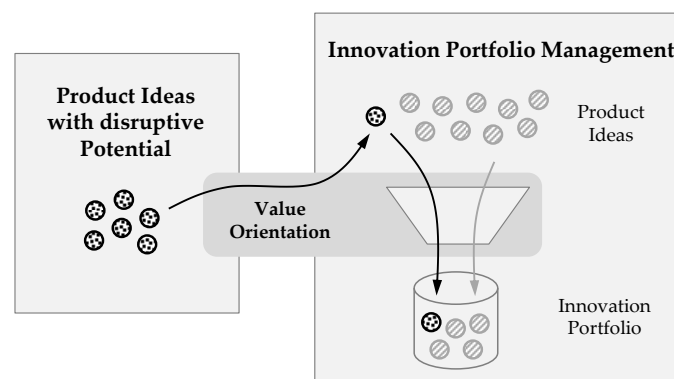 Innovation Portfolio Management
Product Ideas
with disruptive
Potential
Product
Ideas
Value
Orientation
Innovation
Portfolio